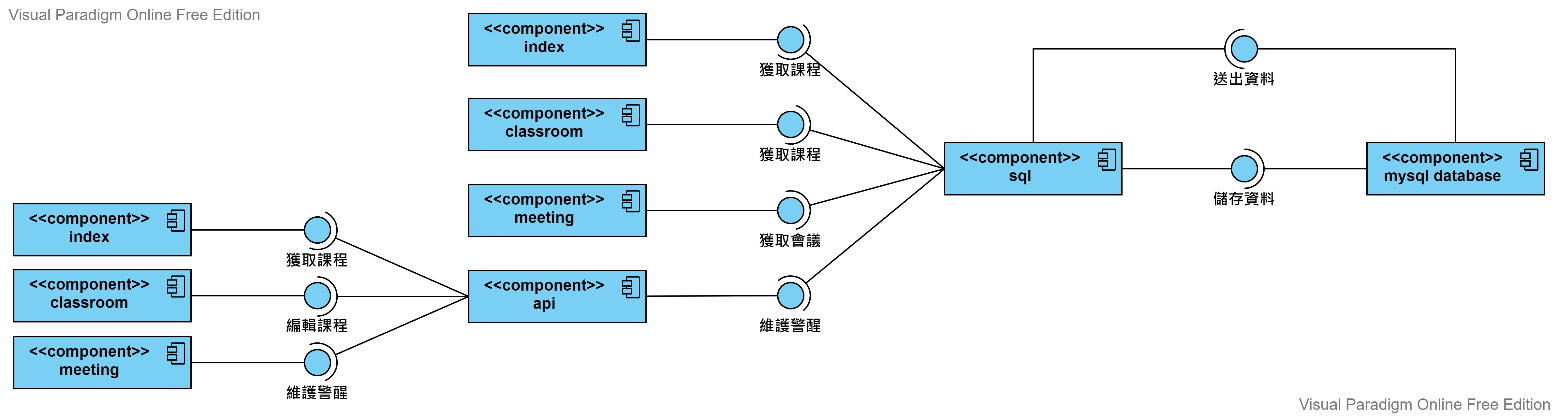 Visual Paradigm Online Free Edition
<<component>>
index
獲取課程
<<component>>
classroom
獲取課程
<<component>>
meeting
獲取會議
<<component>>
api
維護警醒
<<component>>
index
獲取課程
<<component>>
classroom
編輯課程
<<component>>
meeting
維護警醒
<<component>>
sql
送出資料
儲存資料
<<component>>
mysql database
Visual Paradigm Online Free Edition